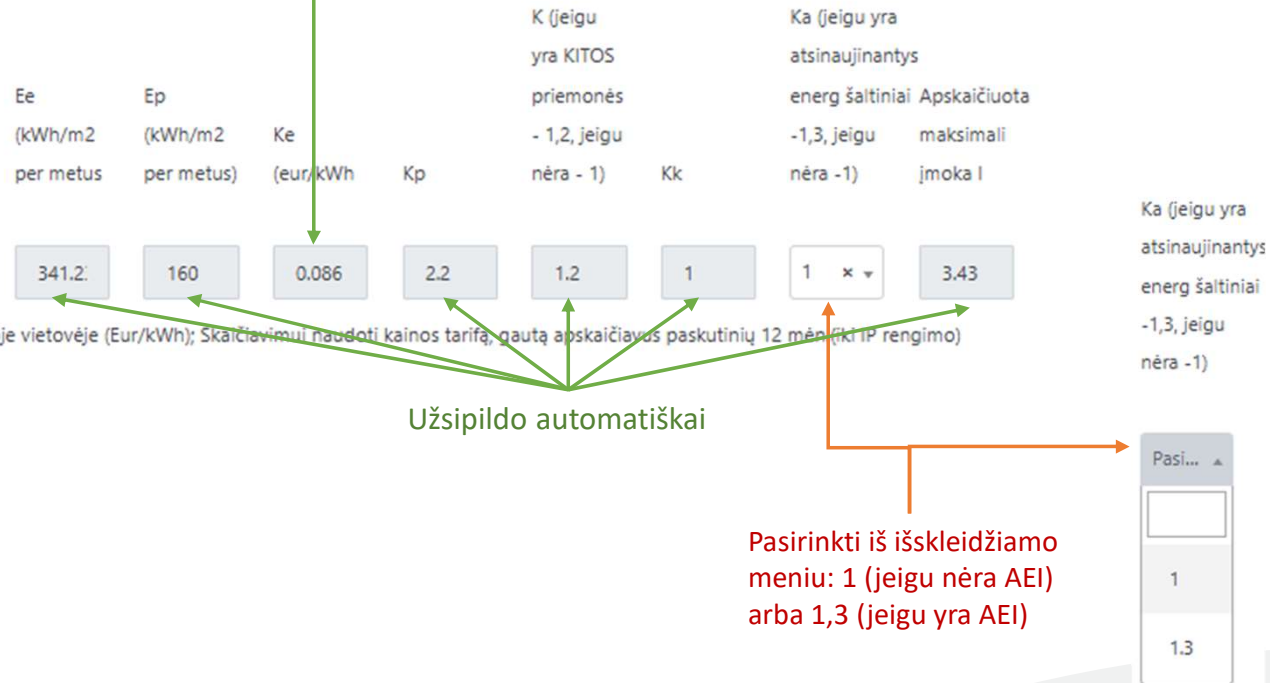 Ee
(kWh/m2
per metus
Ep
(kWh/m2
per metus)
Ke
(eur/kWh
Kp
K (jeigu
yra KITOS
priemonės
- 1,2, jeigu
nėra - 1)
Kk
Ka (jeigu yra
atsinaujinantys
energ šaltiniai
-1,3, jeigu
nėra -1)
Apskaičiuota
maksimali
įmoka I
341.2
160
0.086
2.2
1.2
1
1 × ▾
3.43
je vietovėje (Eur/kWh); Skaičiavimui naudoti kainos tarifą, gautą apskaičiavus paskutinių 12 mėn (iki IP rengimo)
Užsipildo automatiškai
Pasirinkti iš išskleidžiamo
meniu: 1 (jeigu nėra AEI)
arba 1,3 (jeigu yra AEI)
Ka (jeigu yra
atsinaujinantys
energ šaltiniai
-1,3, jeigu
nėra -1)
Pasi...
1
1.3